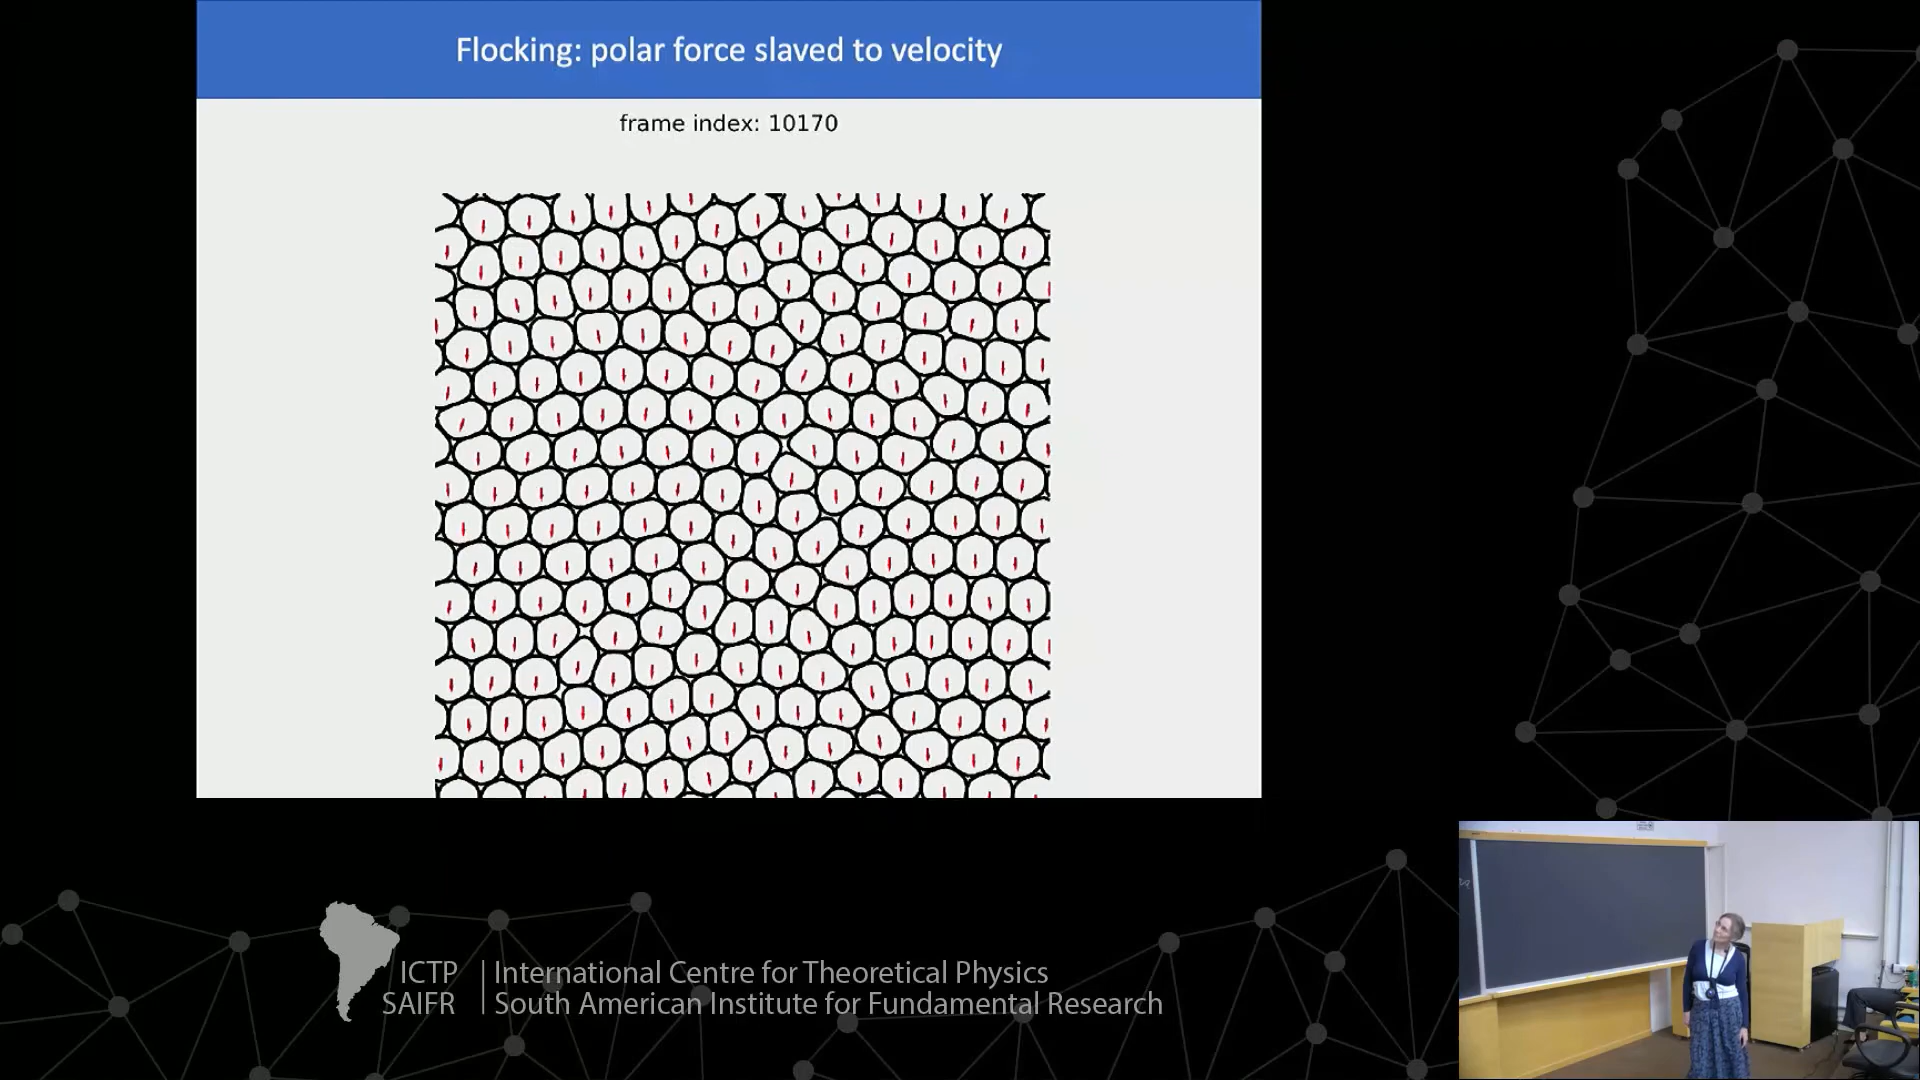 Flocking: polar force slaved to velocity
frame index: 10170
ICTP
SAIFR
International Centre for Theoretical Physics
South American Institute for Fundamental Research